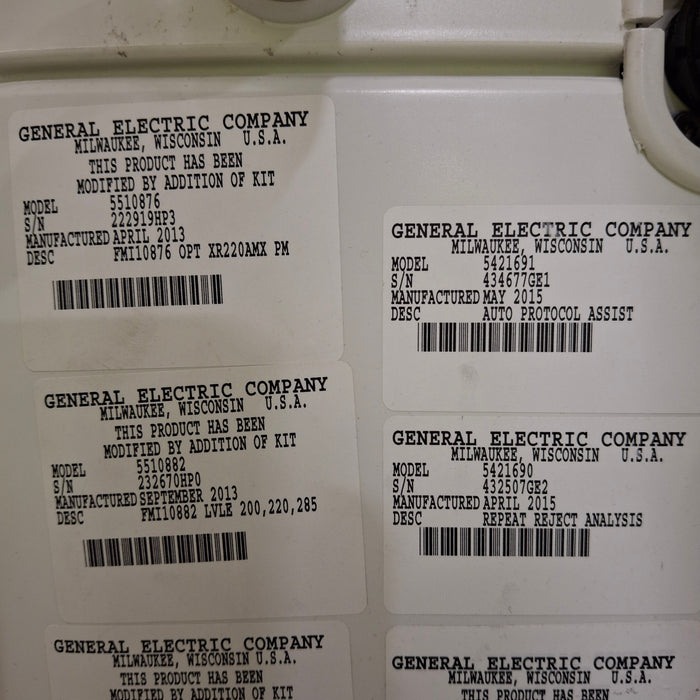 GENERAL ELECTRIC COMPANY
MILWAUKEE, WISCONSIN U.S.A.
THIS PRODUCT HAS BEEN
MODIFIED BY ADDITION OF KIT
MODEL 5510876
S/N 222919HP3
MANUFACTURED APRIL 2013
DESC FMI10876 OPT XR220AMX PM
GENERAL ELECTRIC COMPANY
MILWAUKEE, WISCONSIN U.S.A.
THIS PRODUCT HAS BEEN
MODIFIED BY ADDITION OF KIT
MODEL 5510882
S/N 232670HP0
MANUFACTURED SEPTEMBER 2013
DESC FMI10882 LVLE 200,220,285
GENERAL ELECTRIC COMPANY
MILWAUKEE, WISCONSIN U.S.A.
THIS PRODUCT HAS BEEN
MODIFIED BY ADDITION OF KIT
GENERAL ELECTRIC COMPANY
MILWAUKEE, WISCONSIN U.S.A.
MODEL 5421691
S/N 434677GE1
MANUFACTURED MAY 2015
DESC AUTO PROTOCOL ASSIST
GENERAL ELECTRIC COMPANY
MILWAUKEE, WISCONSIN U.S.A.
MODEL 5421690
S/N 432507GE2
MANUFACTURED APRIL 2015
DESC REPEAT REJECT ANALYSIS
GENERAL ELECTRIC COMPANY
MILWAUKEE, WISCONSIN U.S.A.
THIS PRODUCT HAS BEEN